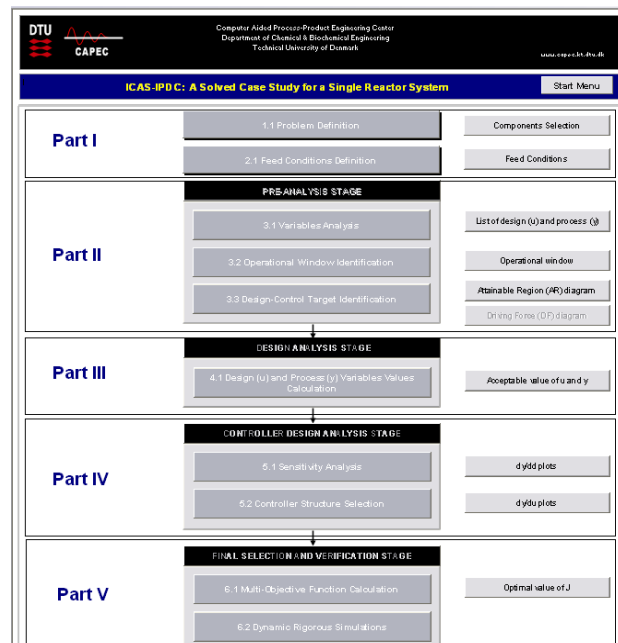 DTU
CAPEC
Computer Aided Process-Product Engineering Center
Department of Chemical & Biochemical Engineering
Technical University of Denmark
www.capec.kt.dtu.dk
ICAS-IPDC: A Solved Case Study for a Single Reactor System
Start Menu
Part I
1.1 Problem Definition
Components Selection
2.1 Feed Conditions Definition
Feed Conditions
Part II
PRE-ANALYSIS STAGE
3.1 Variables Analysis
List of design (u) and process (y)
3.2 Operational Window Identification
Operational window
3.3 Design-Control Target Identification
Attainable Region (AR) diagram
Driving Force (DF) diagram
Part III
DESIGN ANALYSIS STAGE
4.1 Design (u) and Process (y) Variables Values
Calculation
Acceptable value of u and y
Part IV
CONTROLLER DESIGN ANALYSIS STAGE
5.1 Sensitivity Analysis
dy/dd plots
5.2 Controller Structure Selection
dy/du plots
Part V
FINAL SELECTION AND VERIFICATION STAGE
6.1 Multi-Objective Function Calculation
Optimal value of J
6.2 Dynamic Rigorous Simulations